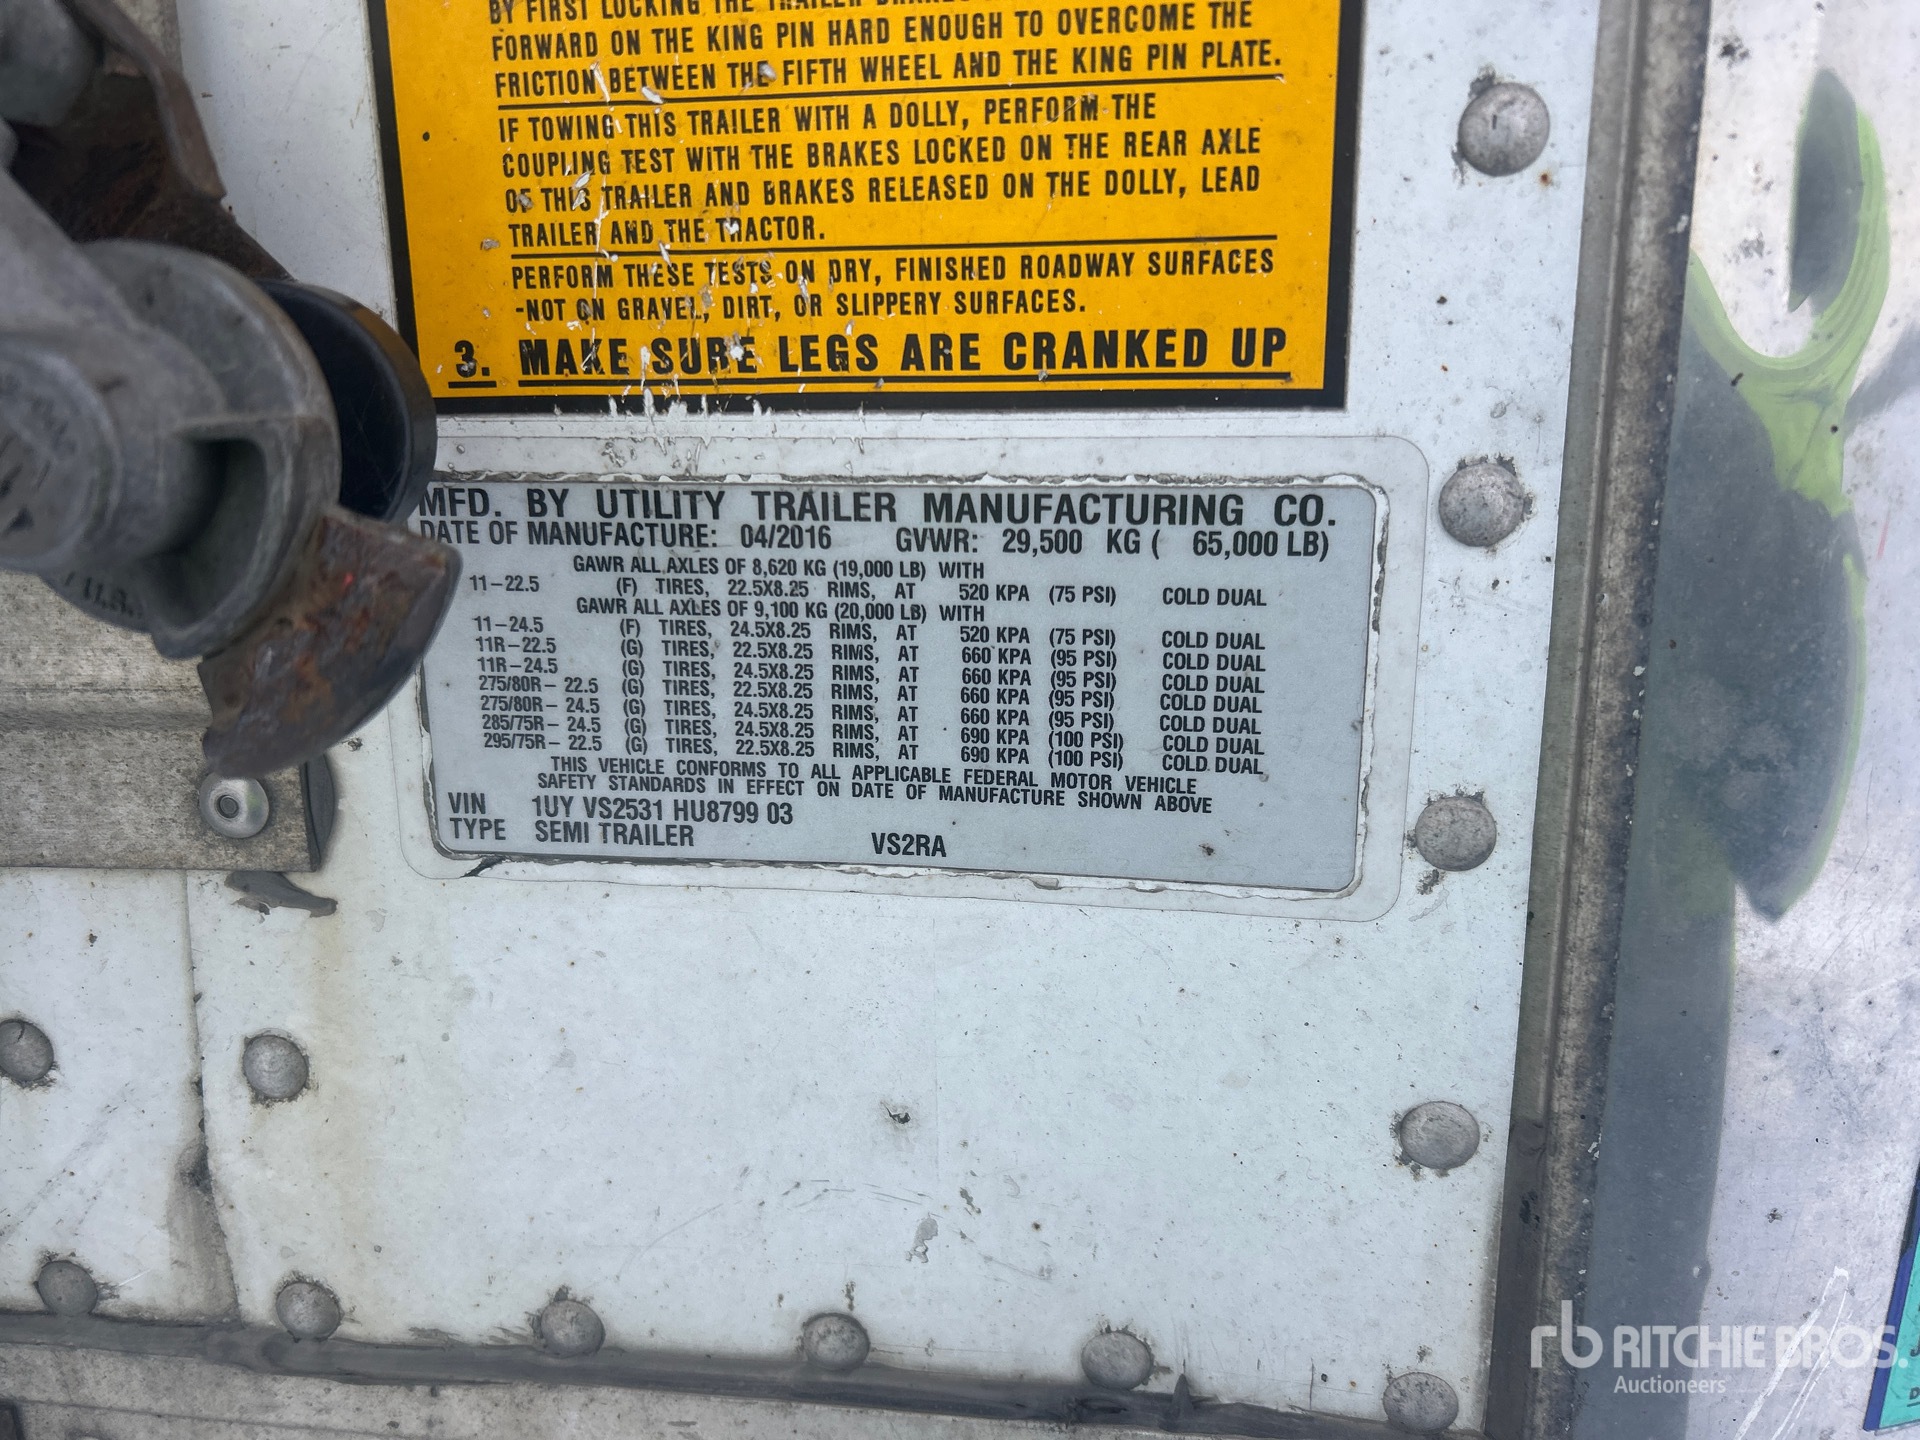 BY FIRST LOCKING THE TRAILER BRAKES
FORWARD ON THE KING PIN HARD ENOUGH TO OVERCOME THE
FRICTION BETWEEN THE FIFTH WHEEL AND THE KING PIN PLATE.
IF TOWING THIS TRAILER WITH A DOLLY, PERFORM THE
COUPLING TEST WITH THE BRAKES LOCKED ON THE REAR AXLE
OF THIS TRAILER AND BRAKES RELEASED ON THE DOLLY, LEAD
TRAILER AND THE TRACTOR.
PERFORM THESE TESTS ON DRY, FINISHED ROADWAY SURFACES
-NOT ON GRAVEL, DIRT, OR SLIPPERY SURFACES.
3. MAKE SURE LEGS ARE CRANKED UP
MFD. BY UTILITY TRAILER MANUFACTURING CO.
DATE OF MANUFACTURE: 04/2016 GVWR: 29,500 KG ( 65,000 LB)
GAWR ALL AXLES OF 8,620 KG (19,000 LB) WITH
11-22.5 (F) TIRES, 22.5X8.25 RIMS, AT 520 KPA (75 PSI) COLD DUAL
GAWR ALL AXLES OF 9,100 KG (20,000 LB) WITH
11-24.5 (F) TIRES, 24.5X8.25 RIMS, AT 520 KPA (75 PSI) COLD DUAL
11R-22.5 (G) TIRES, 22.5X8.25 RIMS, AT 660 KPA (95 PSI) COLD DUAL
11R-24.5 (G) TIRES, 24.5X8.25 RIMS, AT 660 KPA (95 PSI) COLD DUAL
275/80R-22.5 (G) TIRES, 22.5X8.25 RIMS, AT 660 KPA (95 PSI) COLD DUAL
275/80R-24.5 (G) TIRES, 24.5X8.25 RIMS, AT 660 KPA (95 PSI) COLD DUAL
285/75R-24.5 (G) TIRES, 24.5X8.25 RIMS, AT 690 KPA (100 PSI) COLD DUAL
295/75R-22.5 (G) TIRES, 22.5X8.25 RIMS, AT 690 KPA (100 PSI) COLD DUAL
THIS VEHICLE CONFORMS TO ALL APPLICABLE FEDERAL MOTOR VEHICLE
SAFETY STANDARDS IN EFFECT ON DATE OF MANUFACTURE SHOWN ABOVE
VIN 1UY VS2531 HU8799 03
TYPE SEMI TRAILER VS2RA
rb RITCHIE BROS.
Auctioneers